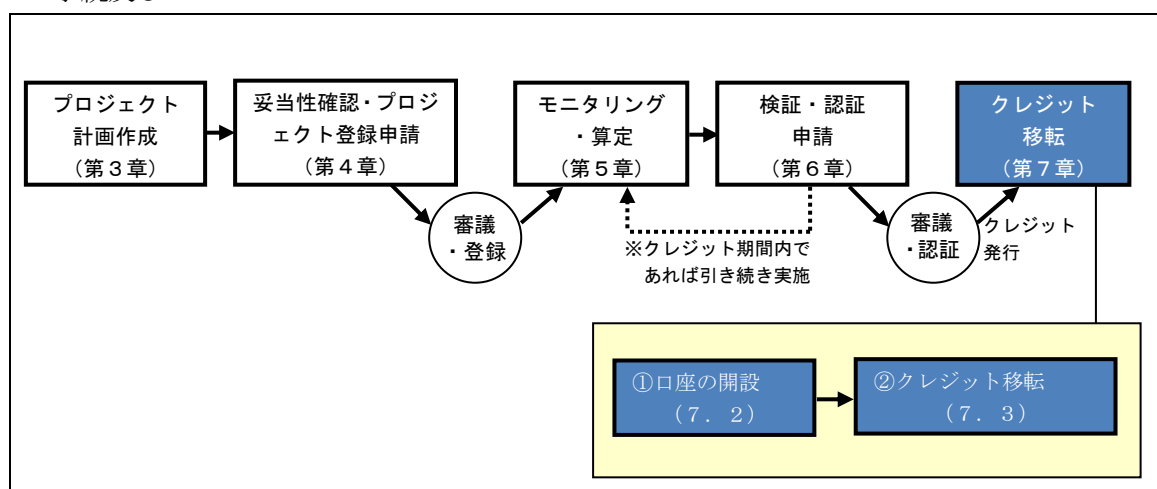 プロジェクト
計画作成
(第3章)
妥当性確認・プロジ
ェクト登録申請
(第4章)
審議
・登録
モニタリング
・算定
(第5章)
検証・認証
申請
(第6章)
※クレジット期間内で
あれば引き続き実施
審議
・認証
クレジット
発行
クレジット
移転
(第7章)
①口座の開設
(7.2)
②クレジット移転
(7.3)